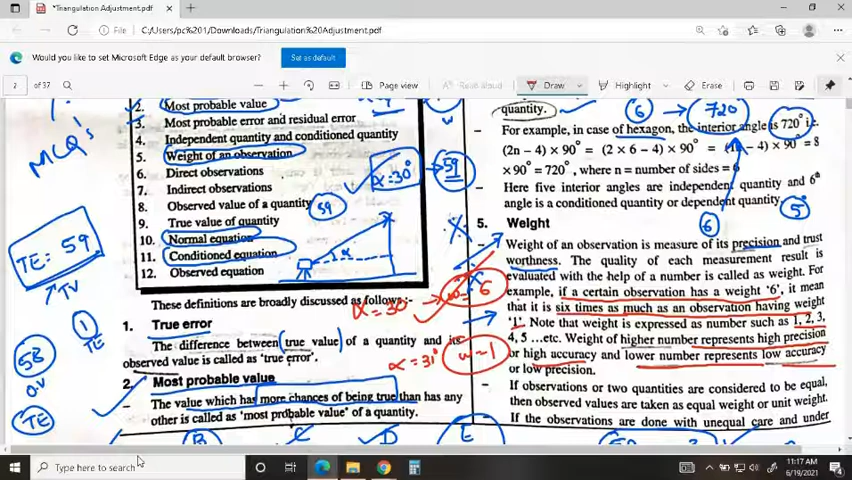 Triangulation Adjustment.pdf
File
C:/Users/pc%201/Downloads/Triangulation%20Adjustment.pdf
Would you like to set Microsoft Edge as your default browser?
Set as default
2 of 37
Page view
Read aloud
Draw
Highlight
Erase
MCQ's
TE: 59
TV
1
TE
58
O.V
TE
2. Most probable value
3. Most probable error and residual error
4. Independent quantity and conditioned quantity
5. Weight of an observation
6. Direct observations
7. Indirect observations
8. Observed value of a quantity
9. True value of quantity
10. Normal equation
11. Conditioned equation
12. Observed equation
α=30°
59
w
59
α
These definitions are broadly discussed as follows:
α=30°
6
α=31°
w=1
1. True error
The difference between (true value) of a quantity and its
observed value is called as 'true error'.
2. Most probable value
- The value which has more chances of being true than has any
other is called as 'most probable value' of a quantity.
B
C
D
E
quantity.
6
720°
- For example, in case of hexagon, the interior angle is 720° i.e.
(2n – 4) × 90° = (2 × 6 – 4) × 90° = (12 – 4) × 90° = 8
× 90° = 720°, where n = number of sides = 6
- Here five interior angles are independent quantity and 6th
angle is a conditioned quantity or dependent quantity.
6
5
5. Weight
- Weight of an observation is measure of its precision and trust
worthness. The quality of each measurement result is
evaluated with the help of a number is called as weight. For
example, if a certain observation has a weight '6', it mean
that it is six times as much as an observation having weight
'1'. Note that weight is expressed as number such as 1, 2, 3,
4, 5 ...etc. Weight of higher number represents high precision
or high accuracy and lower number represents low accuracy
or low precision.
- If observations or two quantities are considered to be equal,
then observed values are taken as equal weight or unit weight.
- If the observations are done with unequal care and under
Type here to search
11:17 AM
6/19/2021